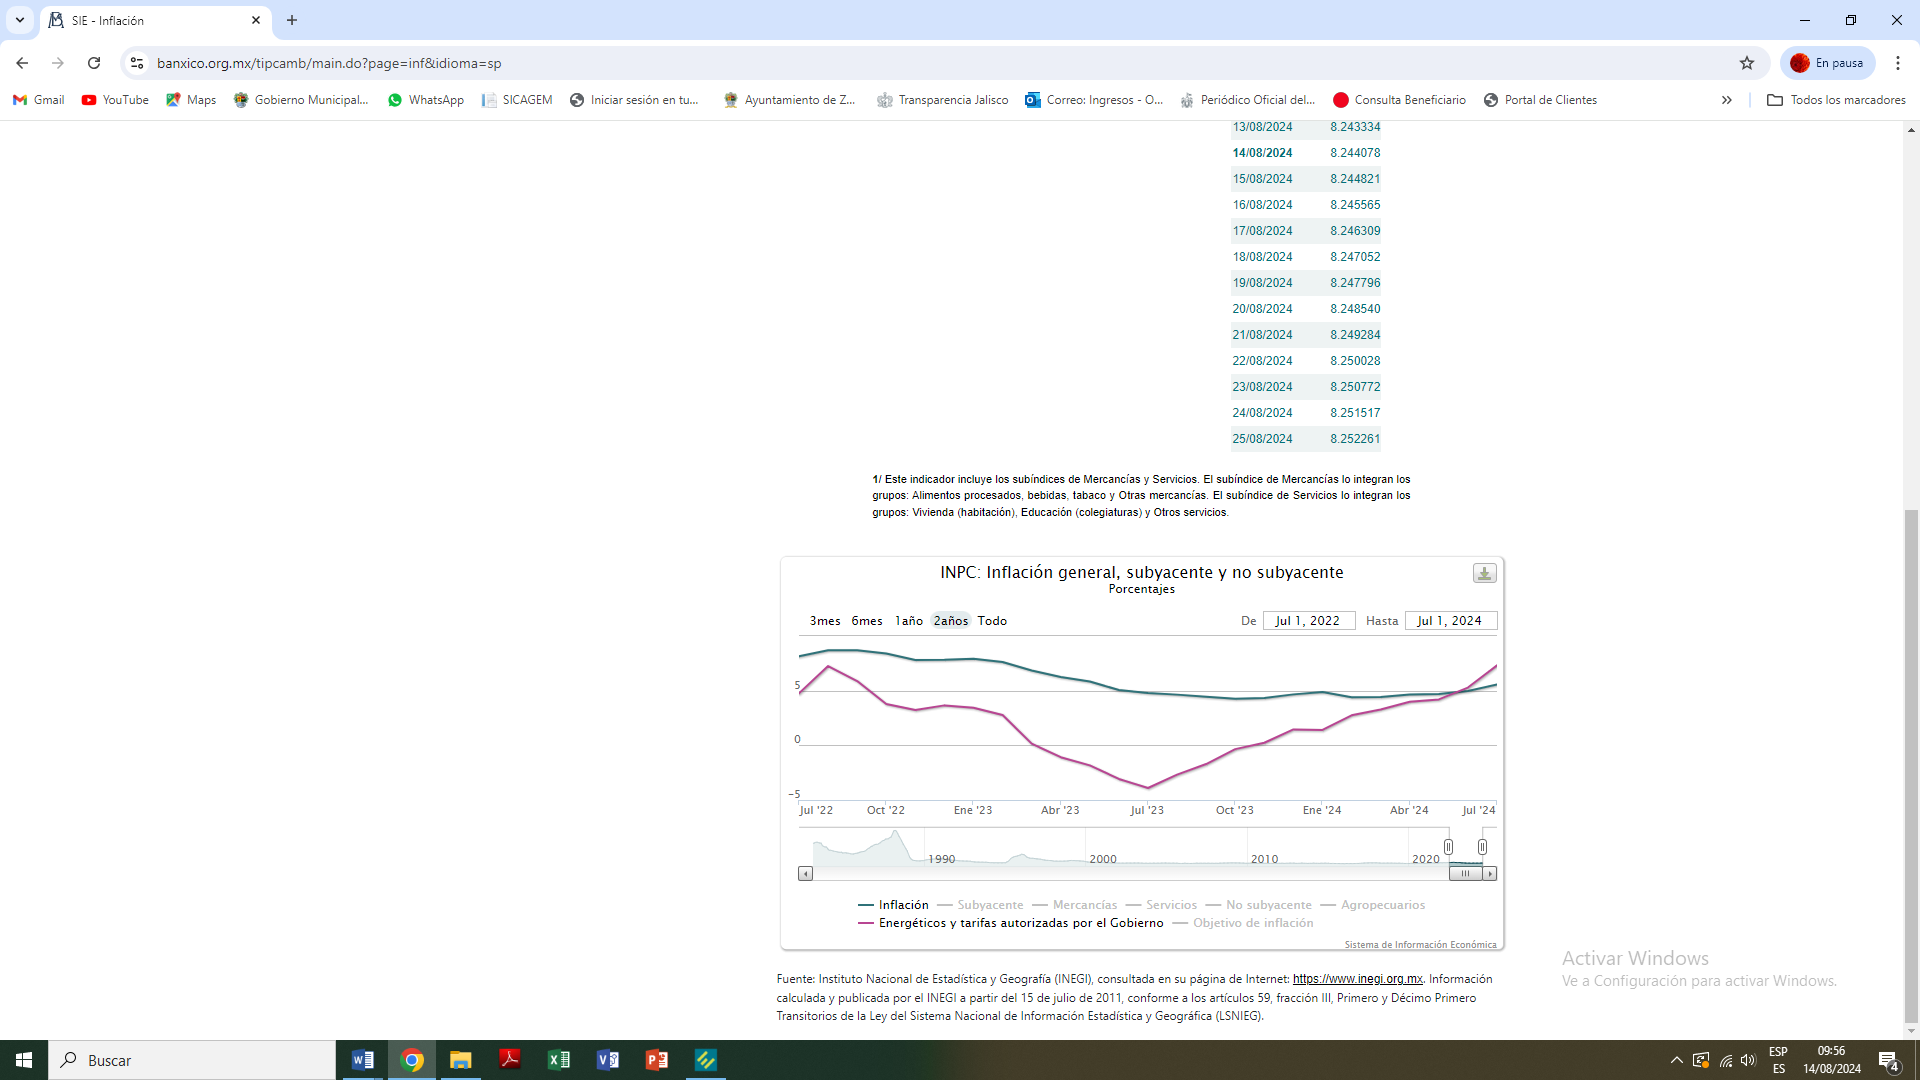 SIE - Inflación
banxico.org.mx/tipcamb/main.do?page=inf&idioma=sp
En pausa
Gmail YouTube Maps Gobierno Municipal... WhatsApp SICAGEM Iniciar sesión en tu... Ayuntamiento de Z... Transparencia Jalisco Correo: Ingresos - O... Periódico Oficial del... Consulta Beneficiario Portal de Clientes » Todos los marcadores
13/08/2024 8.243334
14/08/2024 8.244078
15/08/2024 8.244821
16/08/2024 8.245565
17/08/2024 8.246309
18/08/2024 8.247052
19/08/2024 8.247796
20/08/2024 8.248540
21/08/2024 8.249284
22/08/2024 8.250028
23/08/2024 8.250772
24/08/2024 8.251517
25/08/2024 8.252261
1/ Este indicador incluye los subíndices de Mercancías y Servicios. El subíndice de Mercancías lo integran los
grupos: Alimentos procesados, bebidas, tabaco y Otras mercancías. El subíndice de Servicios lo integran los
grupos: Vivienda (habitación), Educación (colegiaturas) y Otros servicios.
INPC: Inflación general, subyacente y no subyacente
Porcentajes
3mes 6mes 1año 2años Todo De Jul 1, 2022 Hasta Jul 1, 2024
5
0
-5
Jul '22 Oct '22 Ene '23 Abr '23 Jul '23 Oct '23 Ene '24 Abr '24 Jul '24
1990 2000 2010 2020
Inflación Subyacente Mercancías Servicios No subyacente Agropecuarios
Energéticos y tarifas autorizadas por el Gobierno Objetivo de inflación
Sistema de Información Económica
Fuente: Instituto Nacional de Estadística y Geografía (INEGI), consultada en su página de Internet: https://www.inegi.org.mx. Información
calculada y publicada por el INEGI a partir del 15 de julio de 2011, conforme a los artículos 59, fracción III, Primero y Décimo Primero
Transitorios de la Ley del Sistema Nacional de Información Estadística y Geográfica (LSNIEG).
Activar Windows
Ve a Configuración para activar Windows.
Buscar
ESP
ES
09:56
14/08/2024
4